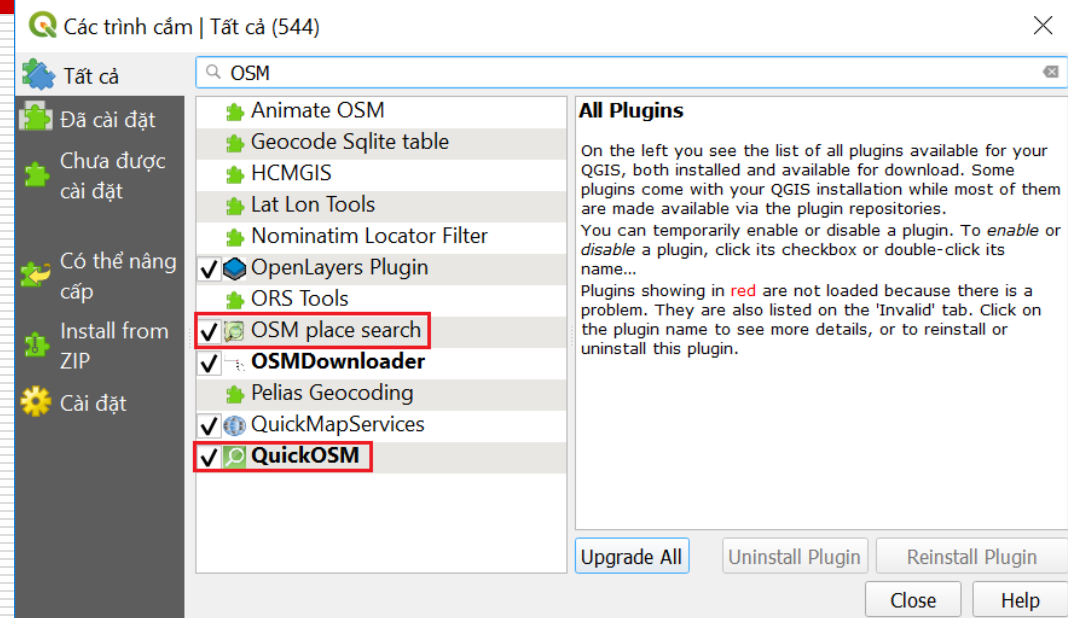 Các trình cắm | Tất cả (544)
OSM
Tất cả
Đã cài đặt
Chưa được
cài đặt
Có thể nâng
cấp
Install from
ZIP
Cài đặt
Animate OSM
Geocode Sqlite table
HCMGIS
Lat Lon Tools
Nominatim Locator Filter
OpenLayers Plugin
ORS Tools
OSM place search
OSMDownloader
Pelias Geocoding
QuickMapServices
QuickOSM
All Plugins
On the left you see the list of all plugins available for your
QGIS, both installed and available for download. Some
plugins come with your QGIS installation while most of them
are made available via the plugin repositories.
You can temporarily enable or disable a plugin. To enable or
disable a plugin, click its checkbox or double-click its
name...
Plugins showing in red are not loaded because there is a
problem. They are also listed on the 'Invalid' tab. Click on
the plugin name to see more details, or to reinstall or
uninstall this plugin.
Upgrade All
Uninstall Plugin
Reinstall Plugin
Close
Help